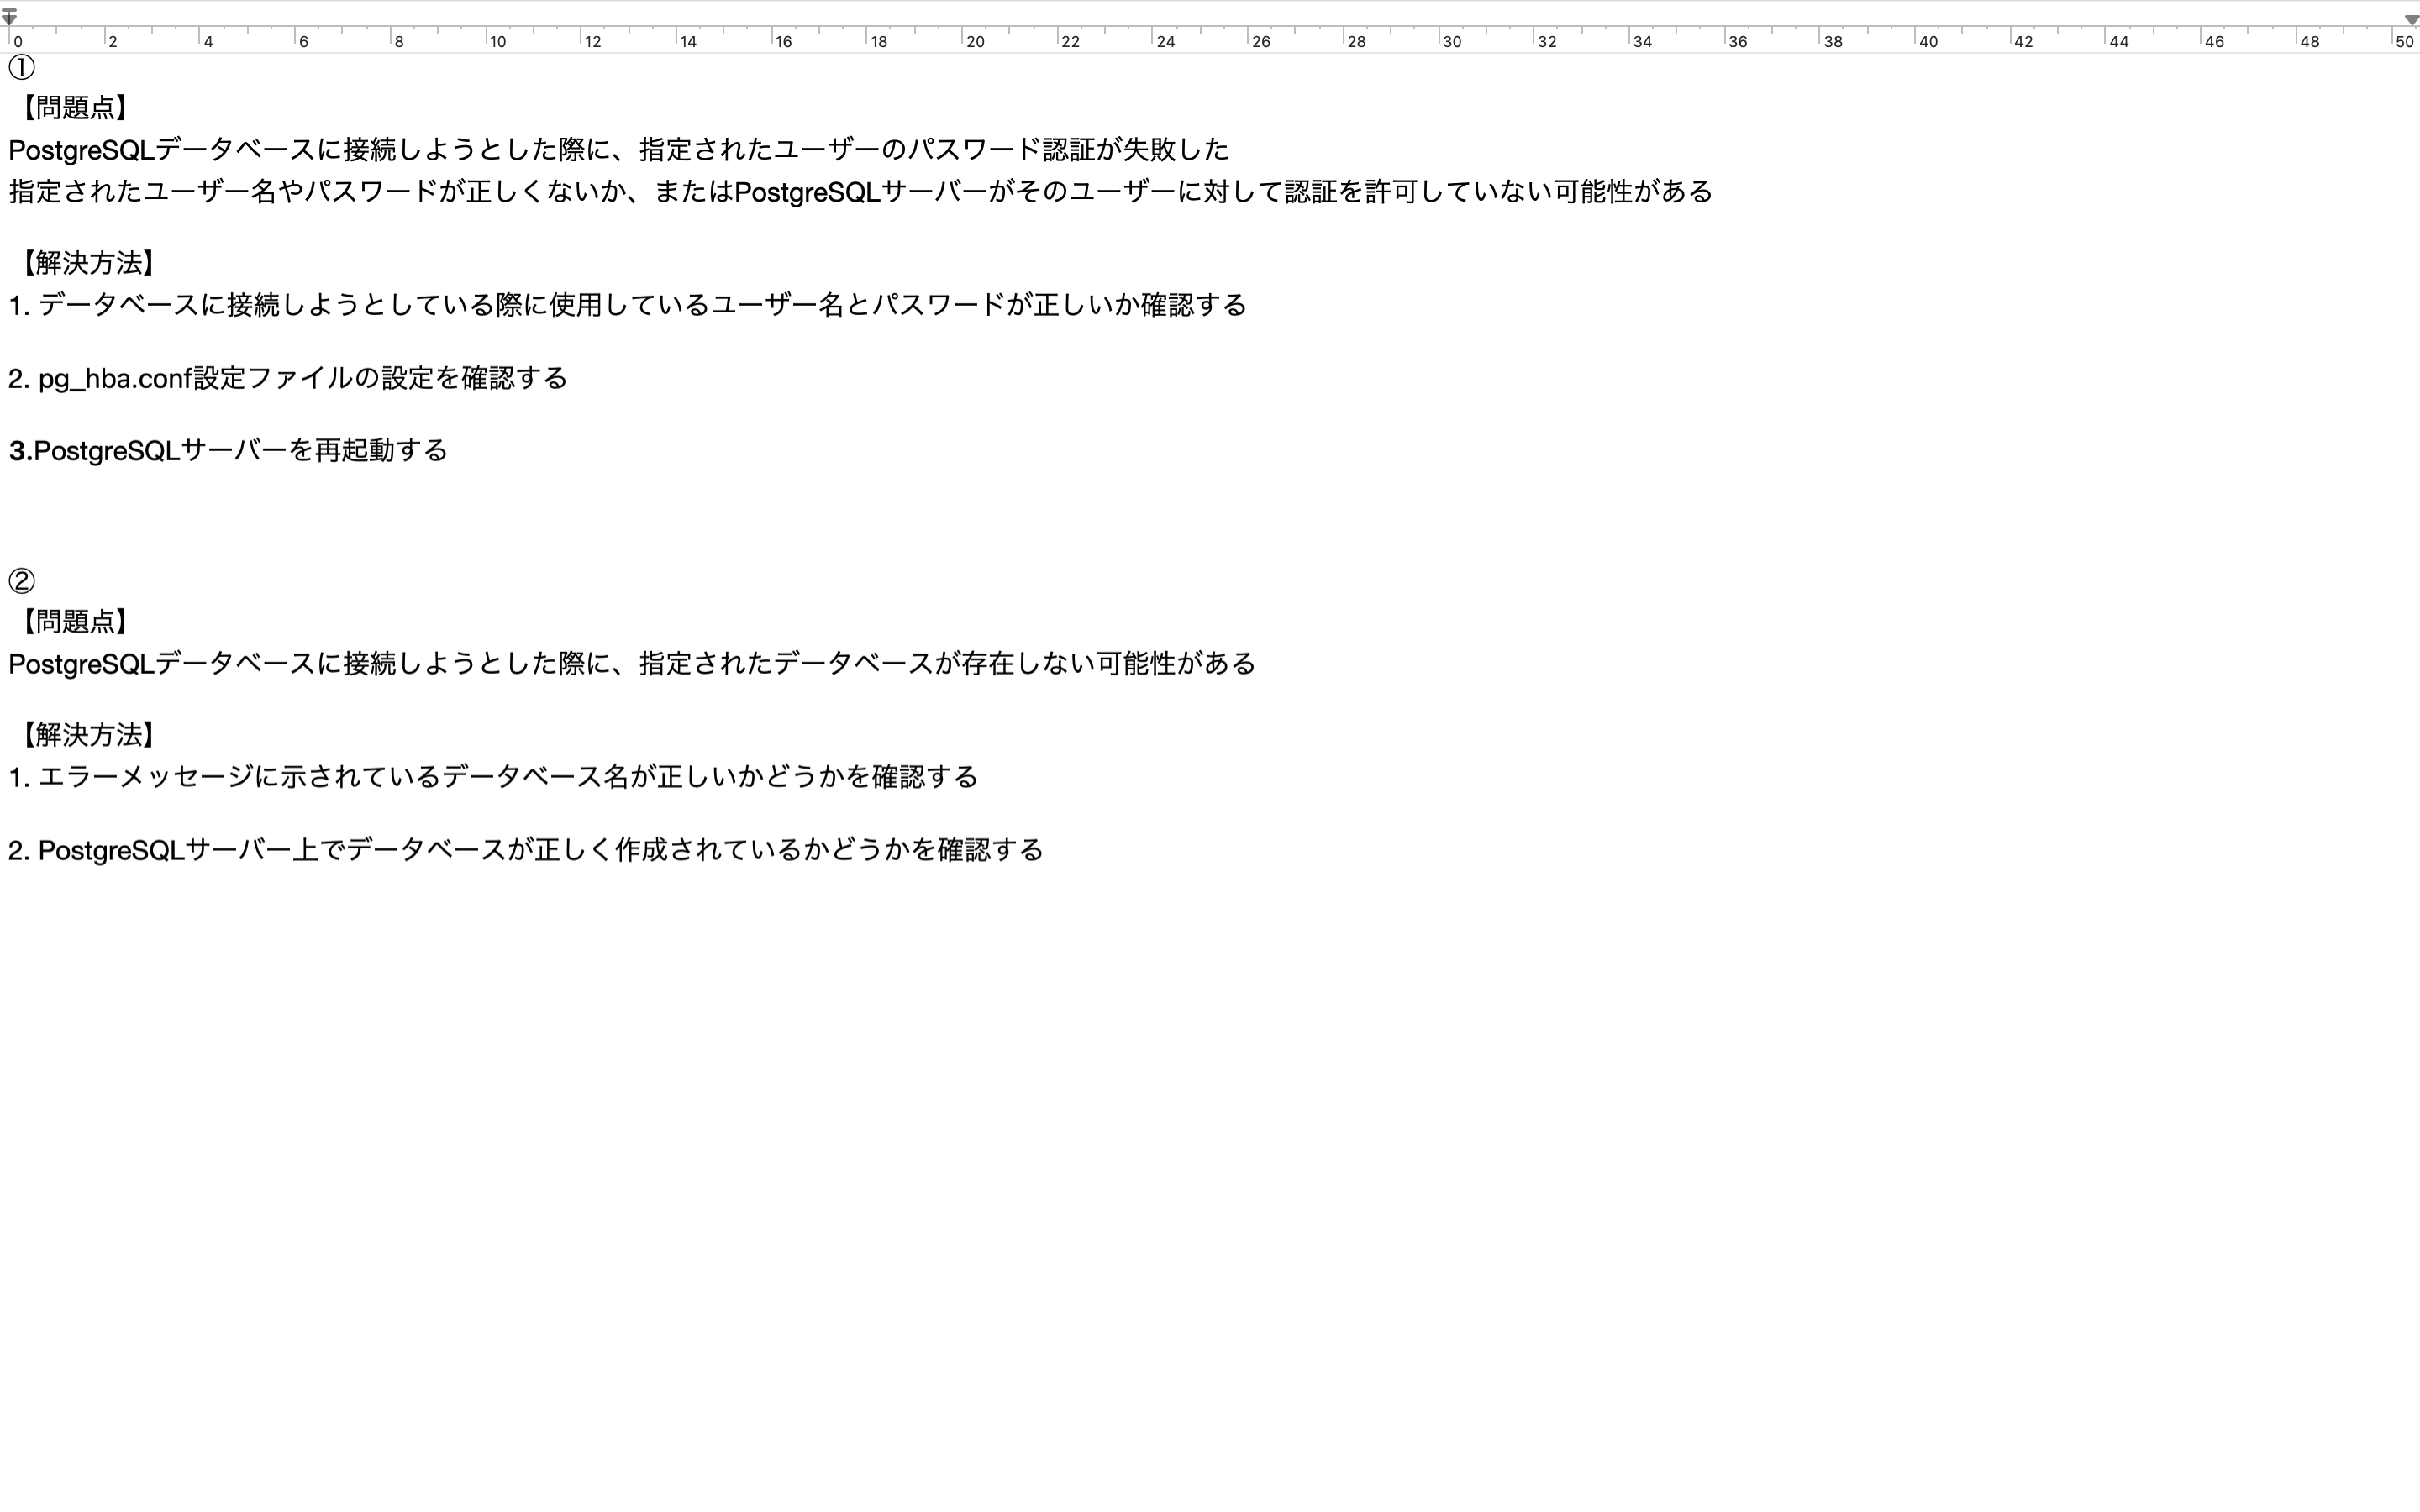 0 2 4 6 8 10 12 14 16 18 20 22 24 26 28 30 32 34 36 38 40 42 44 46 48 50
①
【問題点】
PostgreSQLデータベースに接続しようとした際に、指定されたユーザーのパスワード認証が失敗した
指定されたユーザー名やパスワードが正しくないか、またはPostgreSQLサーバーがそのユーザーに対して認証を許可していない可能性がある
【解決方法】
1. データベースに接続しようとしている際に使用しているユーザー名とパスワードが正しいか確認する
2. pg_hba.conf設定ファイルの設定を確認する
3.PostgreSQLサーバーを再起動する
②
【問題点】
PostgreSQLデータベースに接続しようとした際に、指定されたデータベースが存在しない可能性がある
【解決方法】
1. エラーメッセージに示されているデータベース名が正しいかどうかを確認する
2. PostgreSQLサーバー上でデータベースが正しく作成されているかどうかを確認する